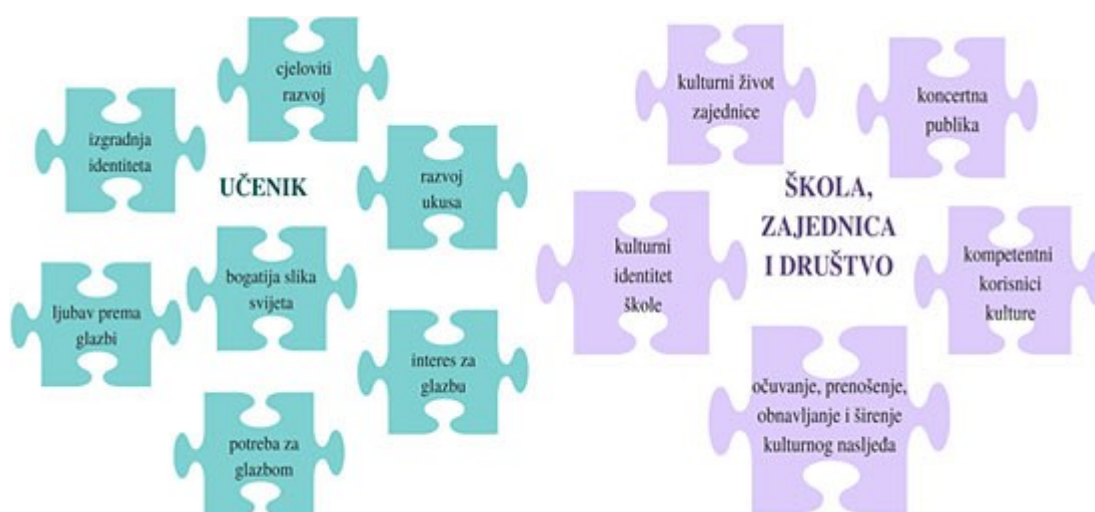 cjeloviti
razvoj
izgradnja
identiteta
UČENIK
razvoj
ukusa
bogatija slika
svijeta
ljubav prema
glazbi
interes za
glazbu
potreba za
glazbom
kulturni život
zajednice
koncertna
publika
ŠKOLA,
ZAJEDNICA
I DRUŠTVO
kulturni
identitet
škole
kompetentni
korisnici
kulture
očuvanje, prenošenje,
obnavljanje i širenje
kulturnog nasljeđa